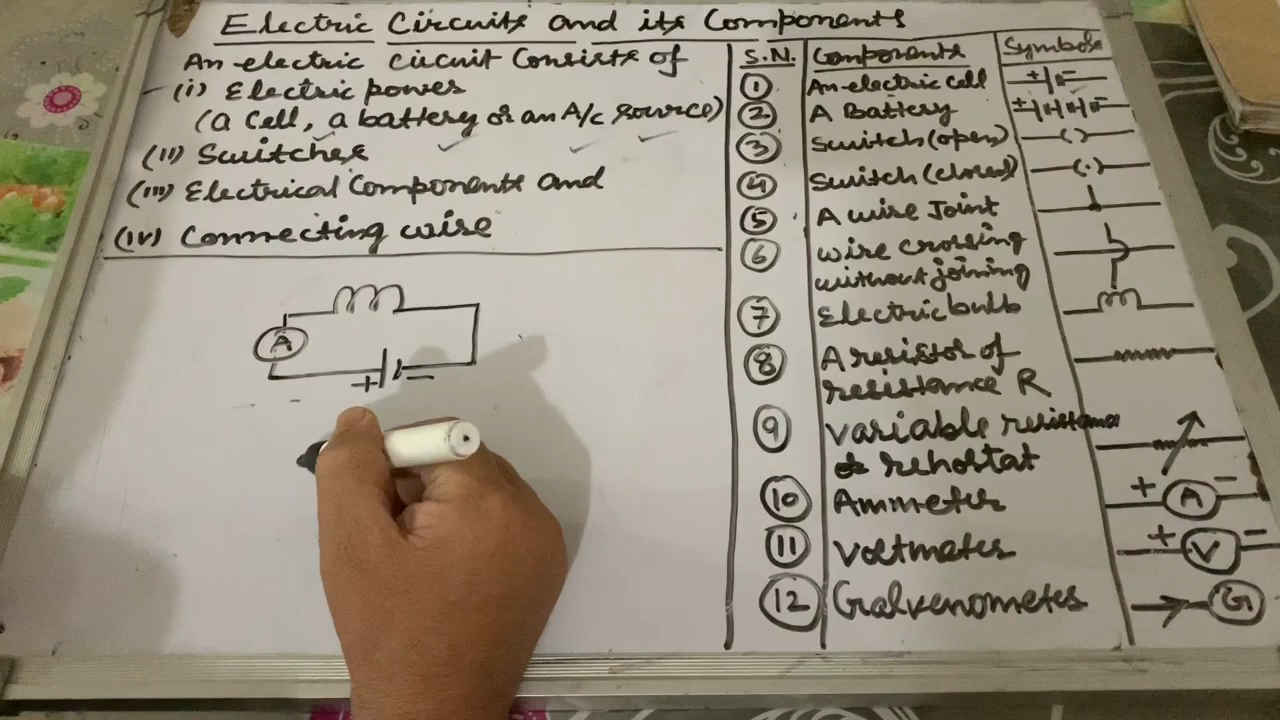 Electric Circuits and its Components
An electric circuit Consists of
(i) Electric power
(a Cell, a battery or an A/c source)
(ii) Switches
(iii) Electrical Components and
(iv) Connecting wire
A
+ −
S.N. Components Symbols
1 An electric cell + −
2 A Battery + −
3 Switch (open) ( )
4 Switch (closed) (·)
5 A wire Joint
6 wire crossing
without joining
7 Electric bulb
8 A resistor of
resistance R
9 variable resistance
or rehostat
10 Ammeter + A −
11 Voltmeter + V −
12 Galvenometer G